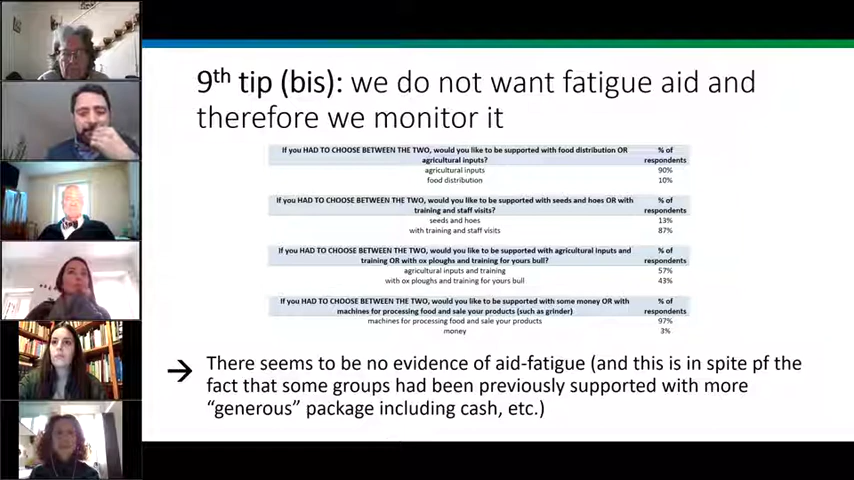 9th tip (bis): we do not want fatigue aid and
therefore we monitor it
If you HAD TO CHOOSE BETWEEN THE TWO, would you like to be supported with food distribution OR
agricultural inputs?
% of
respondents
agricultural inputs 90%
food distribution 10%
If you HAD TO CHOOSE BETWEEN THE TWO, would you like to be supported with seeds and hoes OR with
training and staff visits?
% of
respondents
seeds and hoes 13%
with training and staff visits 87%
If you HAD TO CHOOSE BETWEEN THE TWO, would you like to be supported with agricultural inputs and
training OR with ox ploughs and training for yours bull?
% of
respondents
agricultural inputs and training 57%
with ox ploughs and training for yours bull 43%
If you HAD TO CHOOSE BETWEEN THE TWO, would you like to be supported with some money OR with
machines for processing food and sale your products (such as grinder)
% of
respondents
machines for processing food and sale your products 97%
money 3%
→ There seems to be no evidence of aid-fatigue (and this is in spite pf the
fact that some groups had been previously supported with more
“generous” package including cash, etc.)